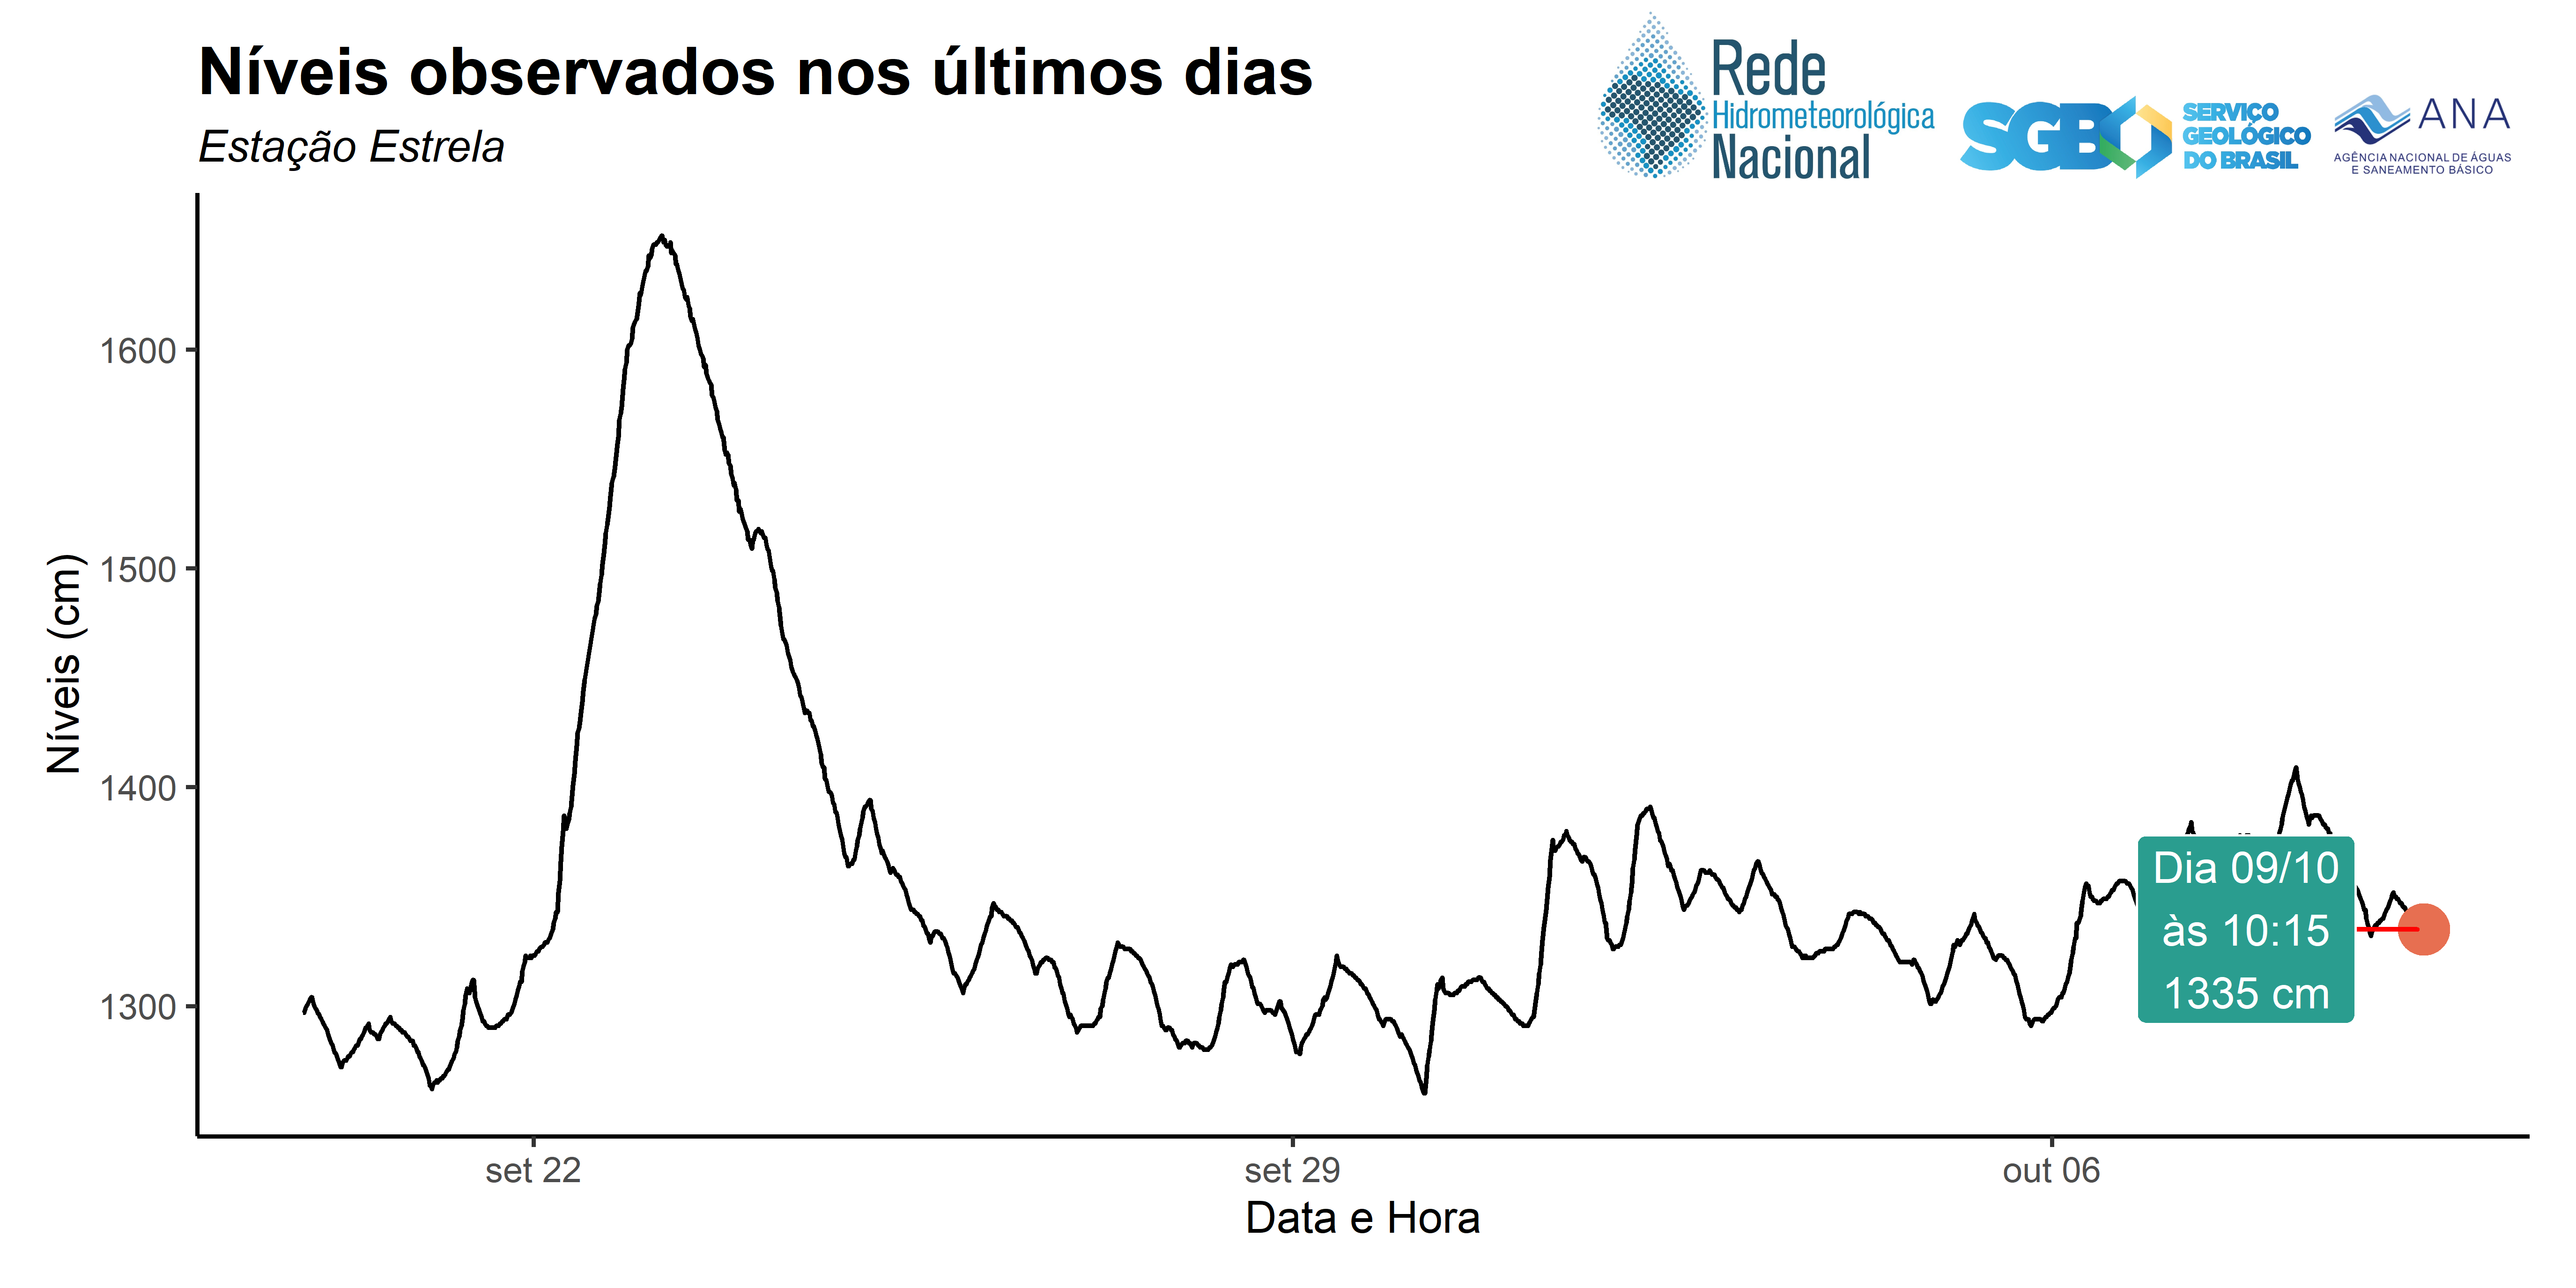 Níveis observados nos últimos dias
Estação Estrela
Rede
Hidrometeorológica
Nacional
SGB
SERVIÇO
GEOLÓGICO
DO BRASIL
ANA
AGÊNCIA NACIONAL DE ÁGUAS
E SANEAMENTO BÁSICO
Níveis (cm)
1600
1500
1400
1300
Dia 09/10
às 10:15
1335 cm
set 22
set 29
out 06
Data e Hora